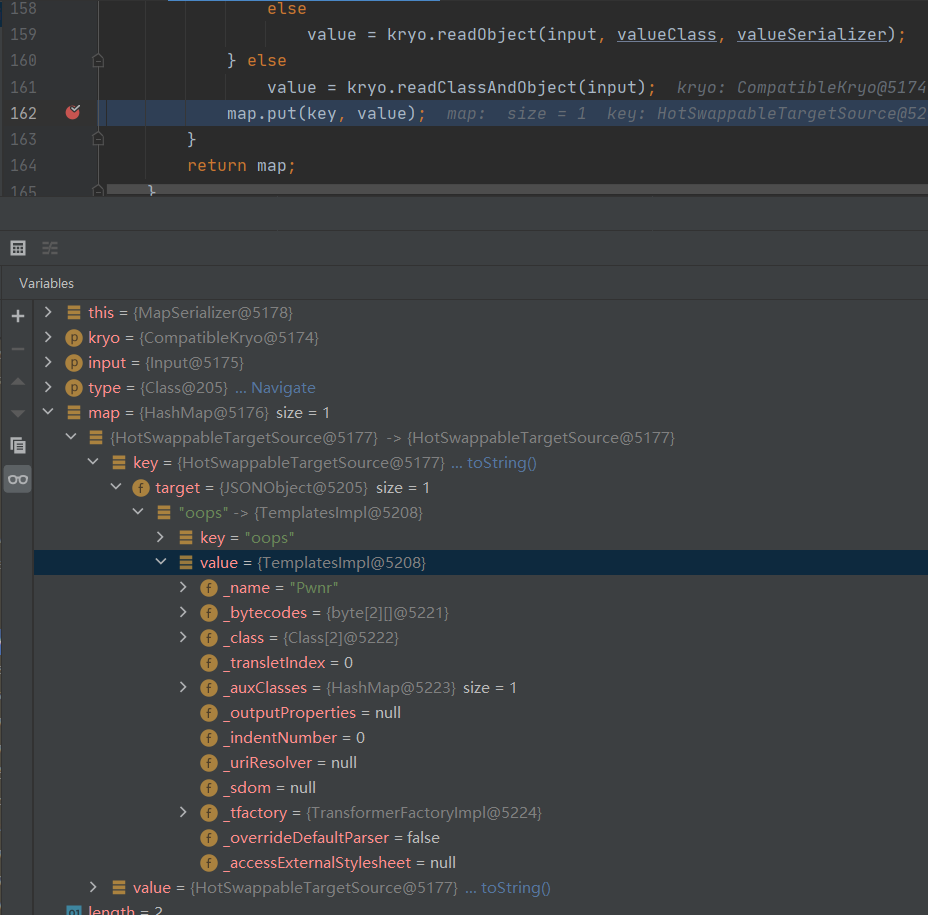 158 else
159 value = kryo.readObject(input, valueClass, valueSerializer);
160 } else
161 value = kryo.readClassAndObject(input); kryo: CompatibleKryo@5174
162 map.put(key, value); map: size = 1 key: HotSwappableTargetSource@52
163 }
164 return map;
165 }
Variables
this = {MapSerializer@5178}
p kryo = {CompatibleKryo@5174}
p input = {Input@5175}
p type = {Class@205} ... Navigate
map = {HashMap@5176} size = 1
{HotSwappableTargetSource@5177} -> {HotSwappableTargetSource@5177}
key = {HotSwappableTargetSource@5177} ... toString()
f target = {JSONObject@5205} size = 1
"oops" -> {TemplatesImpl@5208}
key = "oops"
value = {TemplatesImpl@5208}
f _name = "Pwnr"
f _bytecodes = {byte[2][]@5221}
f _class = {Class[2]@5222}
f _transletIndex = 0
f _auxClasses = {HashMap@5223} size = 1
f _outputProperties = null
f _indentNumber = 0
f _uriResolver = null
f _sdom = null
f _tfactory = {TransformerFactoryImpl@5224}
f _overrideDefaultParser = false
f _accessExternalStylesheet = null
value = {HotSwappableTargetSource@5177} ... toString()
01 length = 2